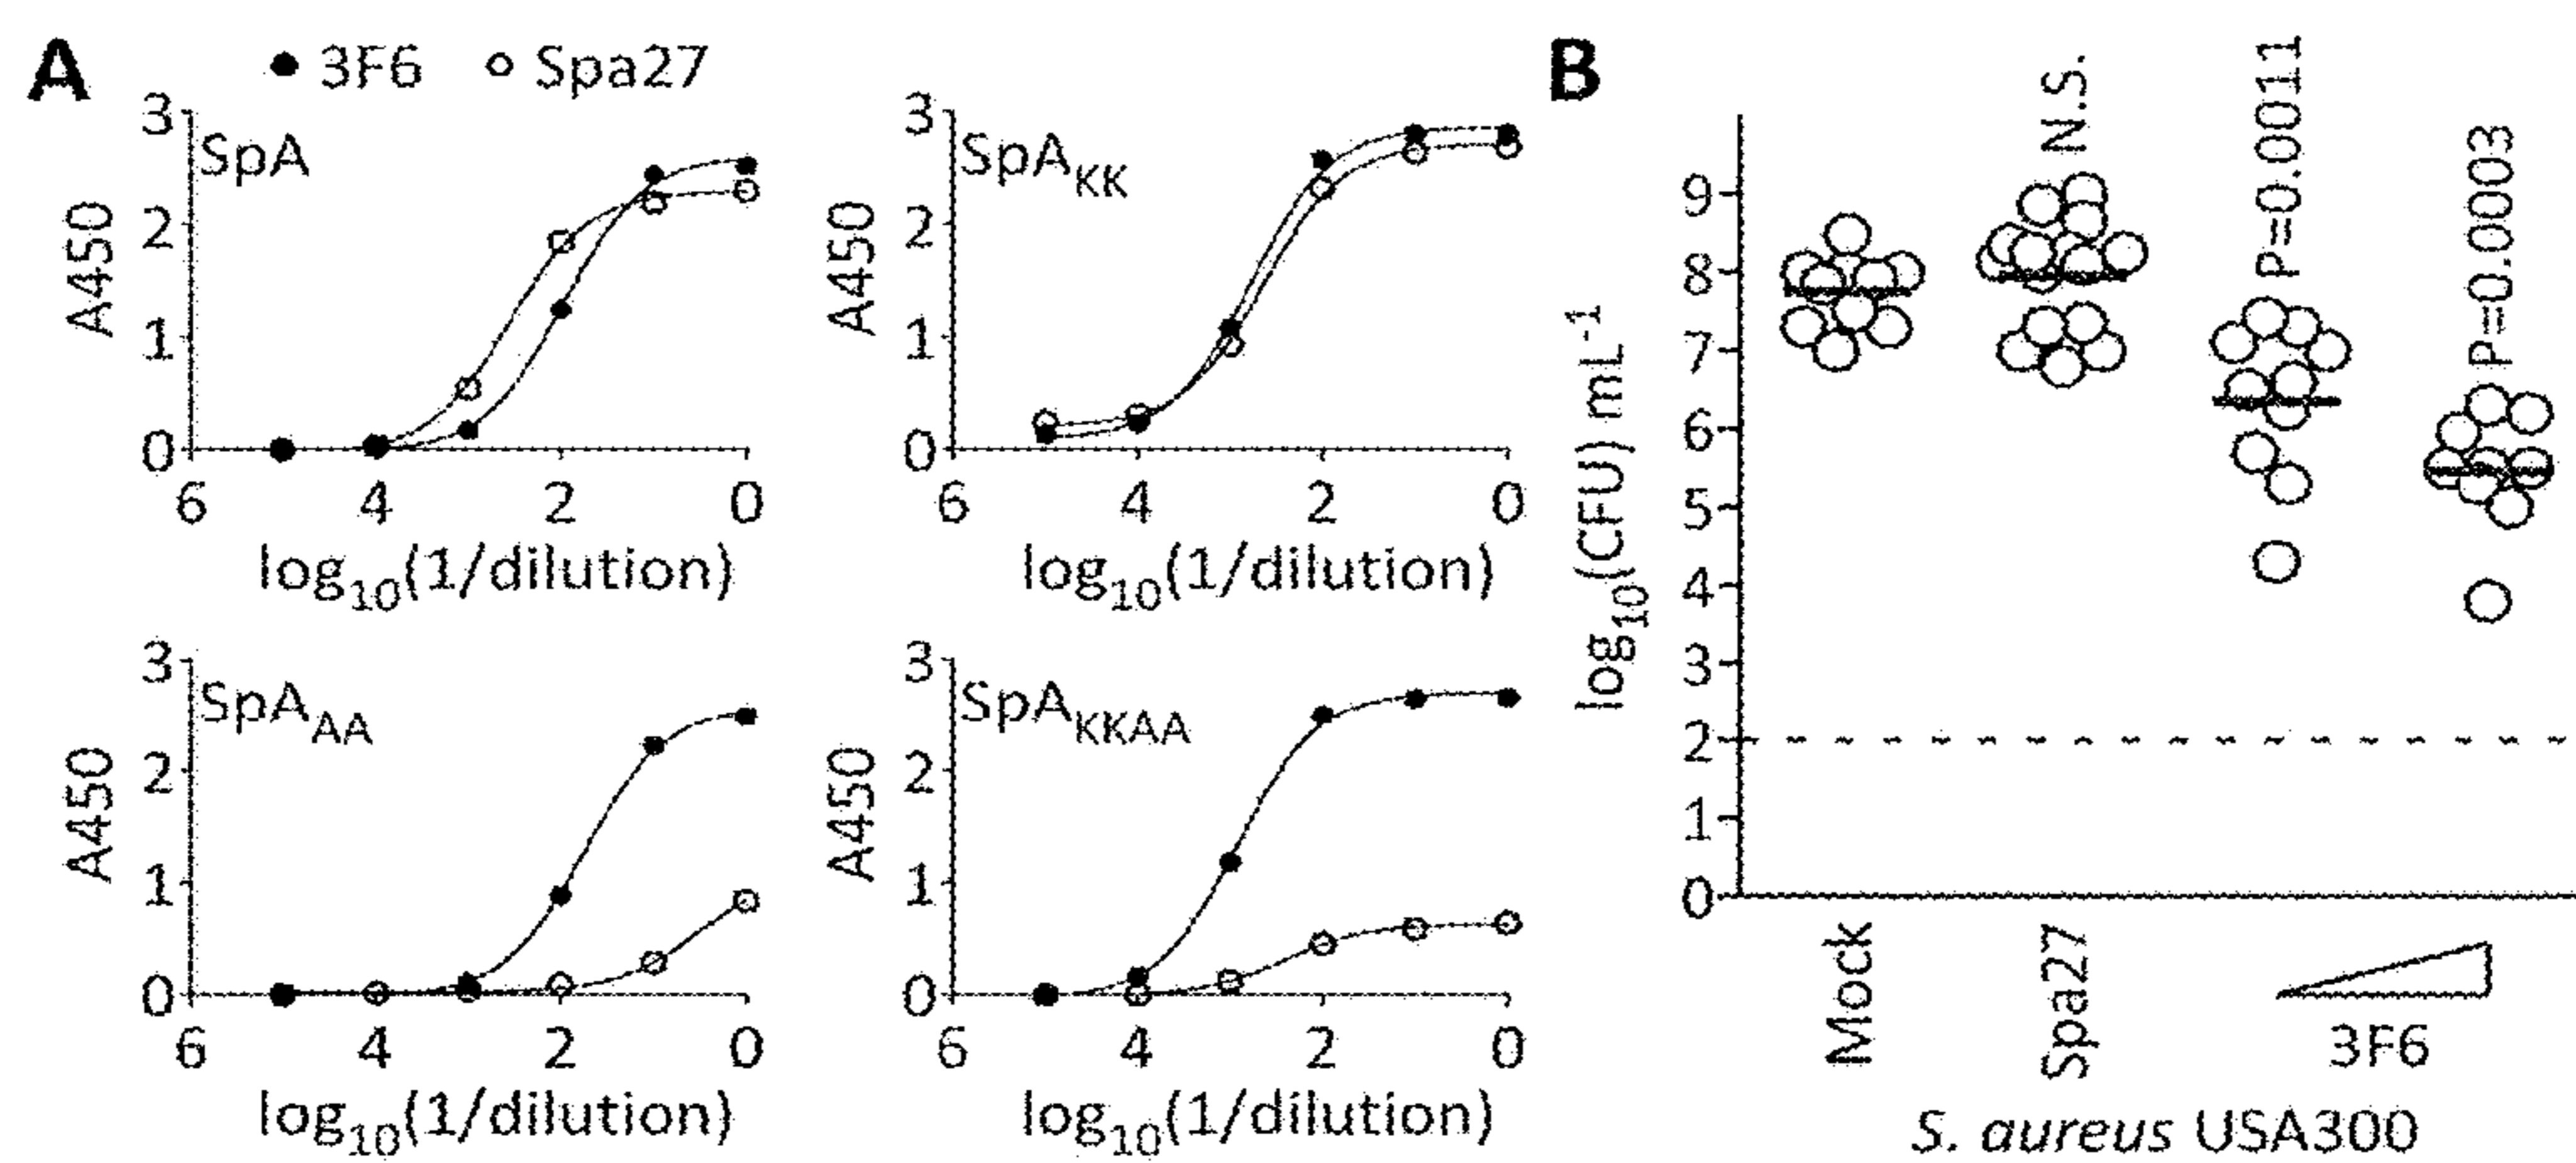 A
● 3F6 ○ Spa27
SpA
A450
3
2
1
0
6 4 2 0
log10(1/dilution)
SpAKK
A450
3
2
1
0
6 4 2 0
log10(1/dilution)
SpAAA
A450
3
2
1
0
6 4 2 0
log10(1/dilution)
SpAKKAA
A450
3
2
1
0
6 4 2 0
log10(1/dilution)
B
N.S.
P=0.0011
P=0.0003
log10(CFU) mL-1
9
8
7
6
5
4
3
2
1
0
Mock
Spa27
3F6
S. aureus USA300